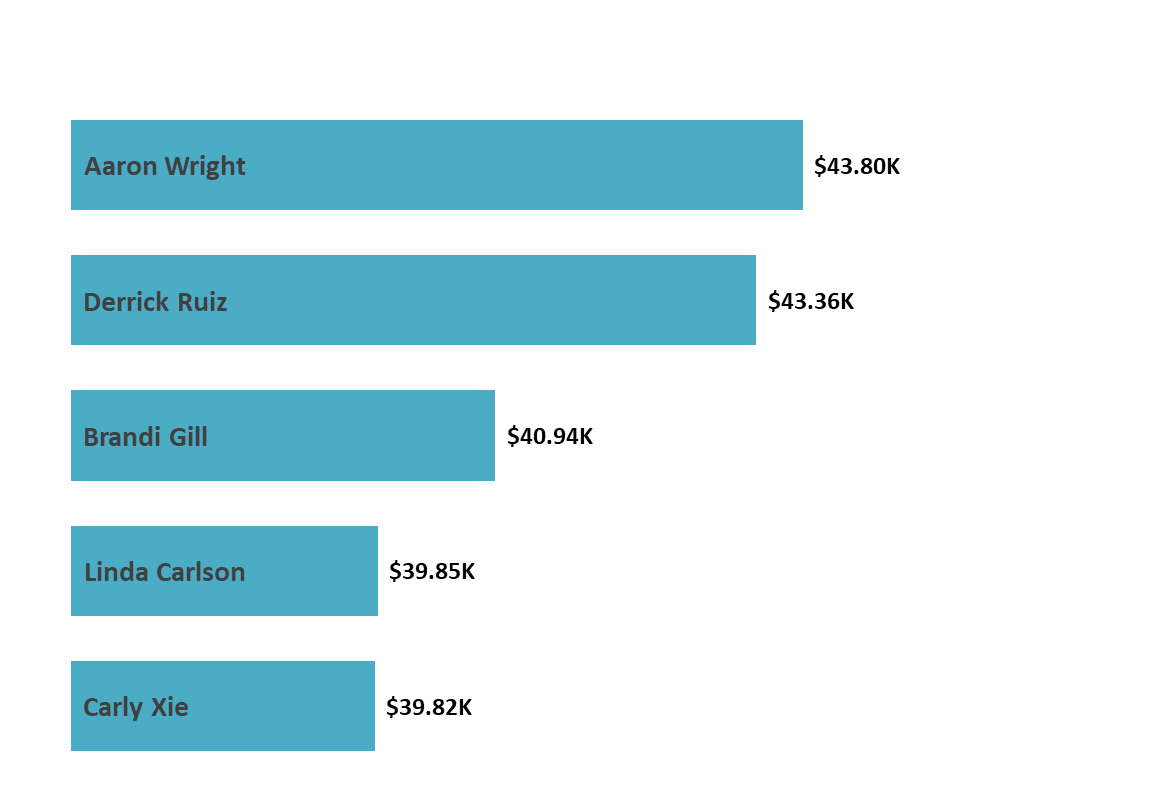 Aaron Wright $43.80K
Derrick Ruiz $43.36K
Brandi Gill $40.94K
Linda Carlson $39.85K
Carly Xie $39.82K